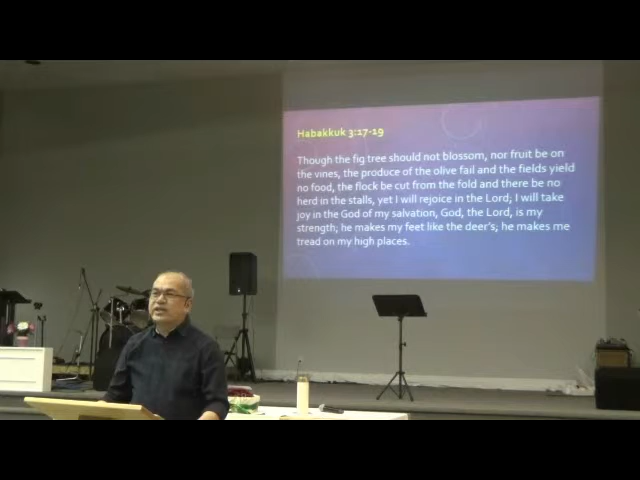 Habakkuk 3:17-19
Though the fig tree should not blossom, nor fruit be on
the vines, the produce of the olive fail and the fields yield
no food, the flock be cut from the fold and there be no
herd in the stalls, yet I will rejoice in the Lord; I will take
joy in the God of my salvation, God, the Lord, is my
strength; he makes my feet like the deer's; he makes me
tread on my high places.